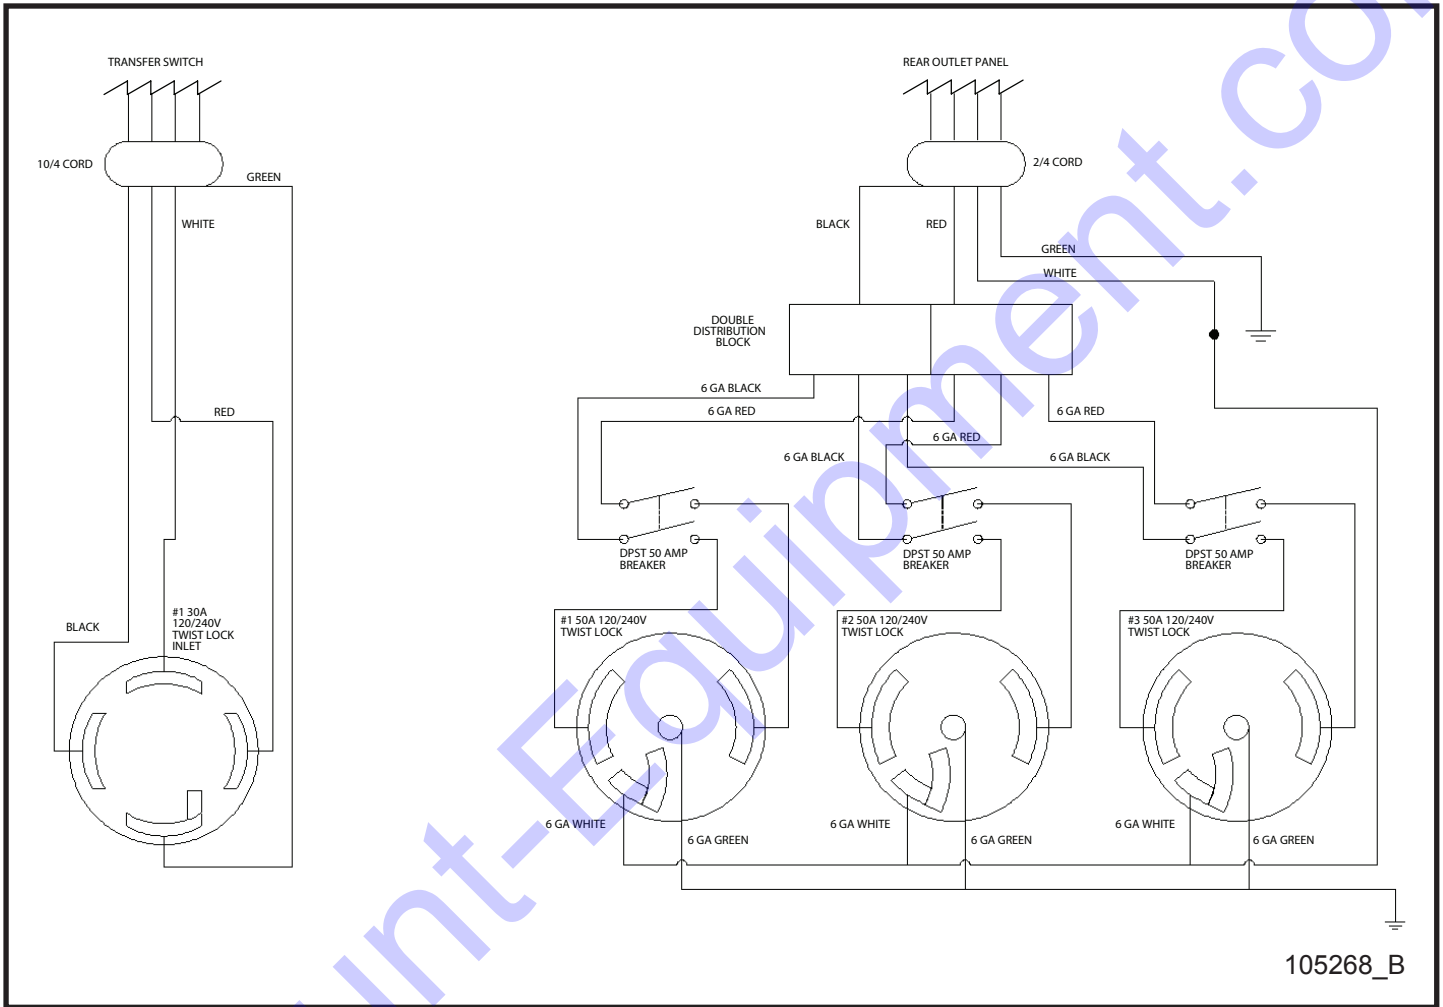 TRANSFER SWITCH
REAR OUTLET PANEL
10/4 CORD
GREEN
2/4 CORD
WHITE
BLACK
RED
GREEN
WHITE
DOUBLE
DISTRIBUTION
BLOCK
6 GA BLACK
RED
6 GA RED
6 GA RED
6 GA RED
6 GA BLACK
6 GA BLACK
DPST 50 AMP
BREAKER
DPST 50 AMP
BREAKER
DPST 50 AMP
BREAKER
#1 30A
120/240V
TWIST LOCK
INLET
BLACK
#1 50A 120/240V
TWIST LOCK
#2 50A 120/240V
TWIST LOCK
#3 50A 120/240V
TWIST LOCK
6 GA WHITE
6 GA GREEN
6 GA WHITE
6 GA GREEN
6 GA WHITE
6 GA GREEN
105268_B
unt-Equipment.co